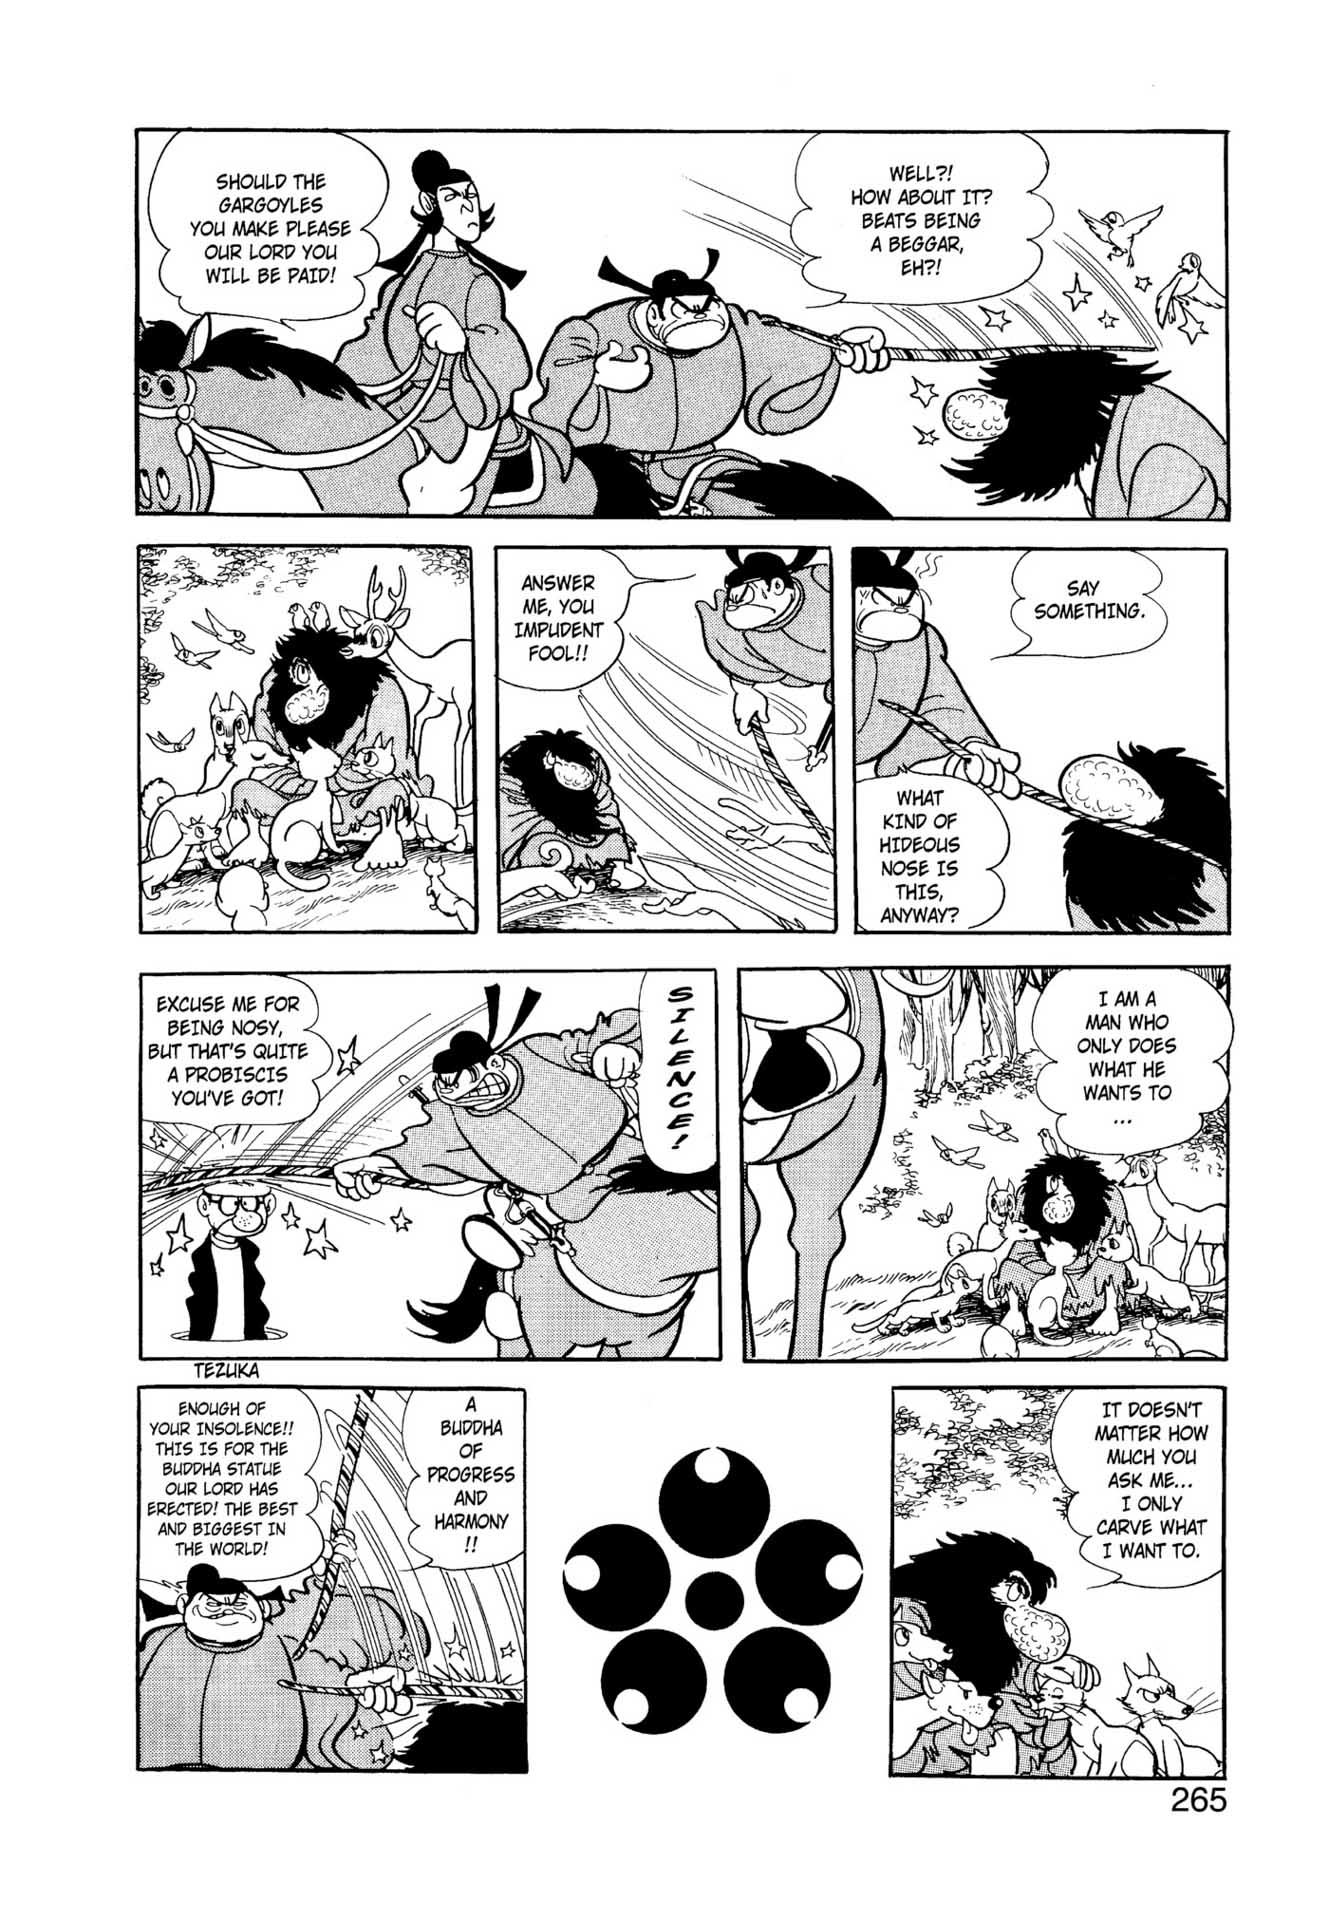 SHOULD THE
GARGOYLES
YOU MAKE PLEASE
OUR LORD YOU
WILL BE PAID!
WELL?!
HOW ABOUT IT?
BEATS BEING
A BEGGAR,
EH?!
ANSWER
ME, YOU
IMPUDENT
FOOL!!
SAY
SOMETHING.
WHAT
KIND OF
HIDEOUS
NOSE IS
THIS,
ANYWAY?
EXCUSE ME FOR
BEING NOSY,
BUT THAT'S QUITE
A PROBISCIS
YOU'VE GOT!
SILENCE!
TEZUKA
I AM A
MAN WHO
ONLY DOES
WHAT HE
WANTS TO
...
ENOUGH OF
YOUR INSOLENCE!!
THIS IS FOR THE
BUDDHA STATUE
OUR LORD HAS
ERECTED! THE BEST
AND BIGGEST IN
THE WORLD!
A
BUDDHA
OF
PROGRESS
AND
HARMONY
!!
IT DOESN'T
MATTER HOW
MUCH YOU
ASK ME...
I ONLY
CARVE WHAT
I WANT TO.
265